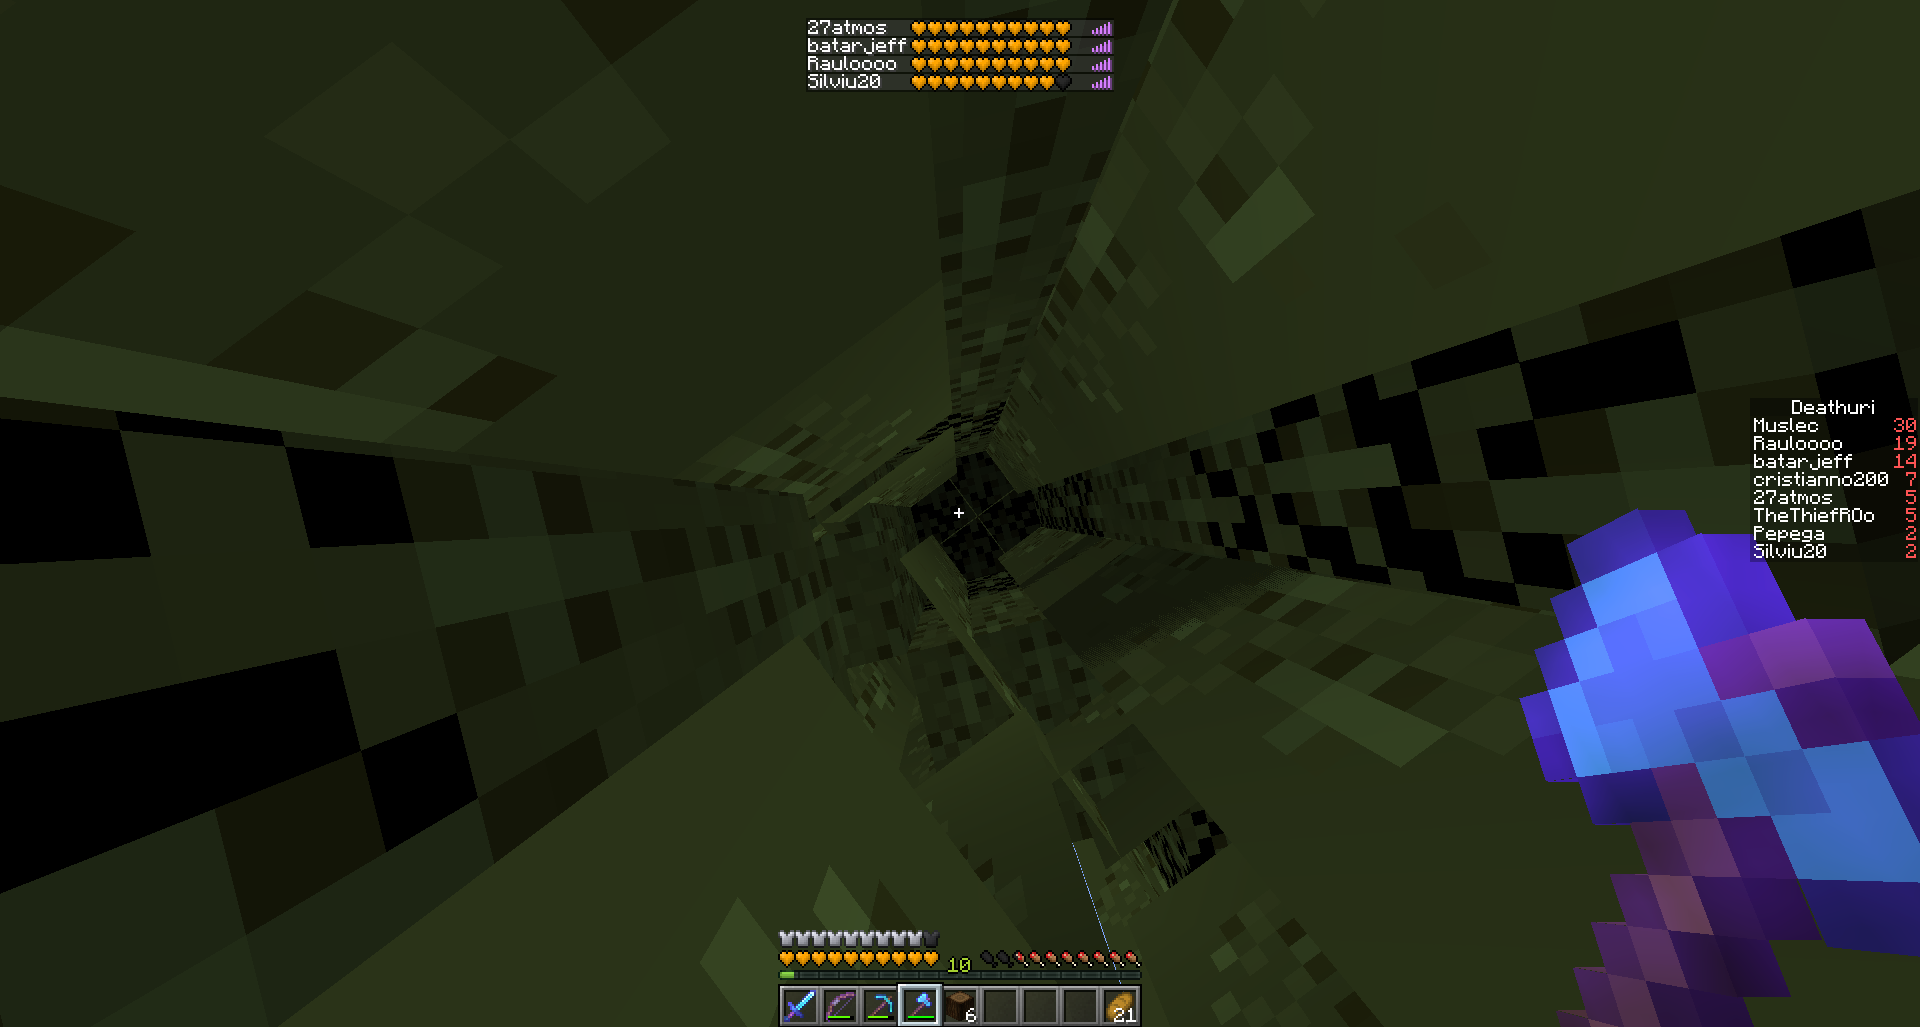 27atmos
batarjeff
Rauloooo
Silviu20
Deathuri
Muslec 30
Rauloooo 19
batarjeff 14
cristianno200 7
27atmos 5
TheThiefR0o 5
Pepega 2
Silviu20 2
10
6
21